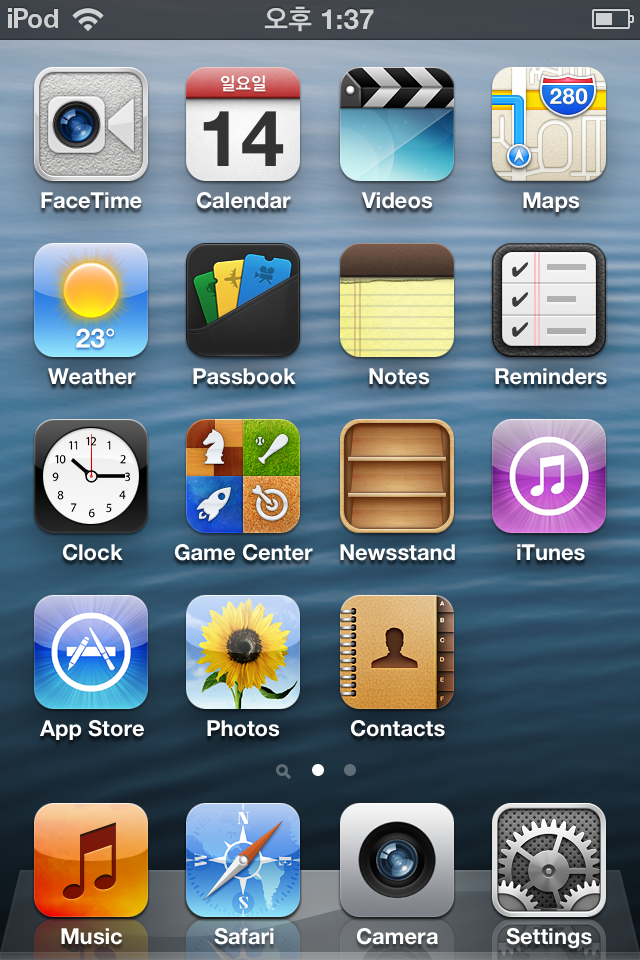 iPod 오후 1:37
일요일
14
280
FaceTime Calendar Videos Maps
23°
Weather Passbook Notes Reminders
12
11 1
10 2
9 3
8 4
7 5
6
Clock Game Center Newsstand iTunes
A
B
C
D
E
F
App Store Photos Contacts
N
W E
S
Music Safari Camera Settings